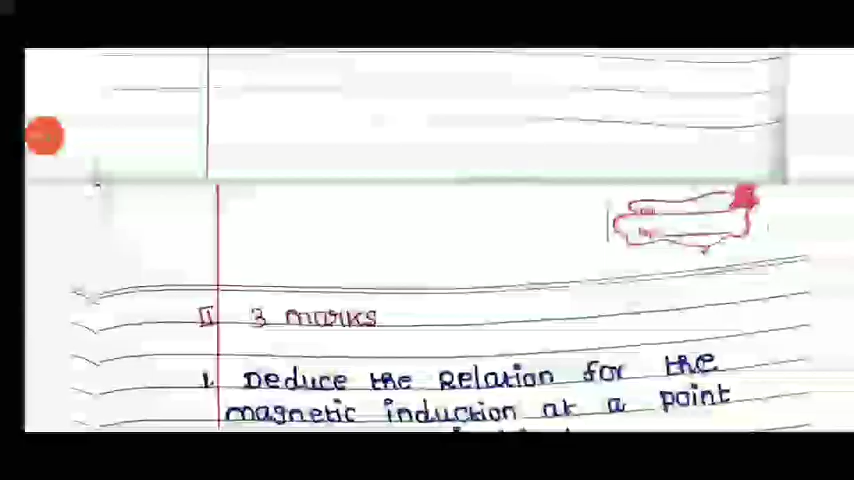 II 3 marks
1. Deduce the Relation for the
magnetic induction at a point